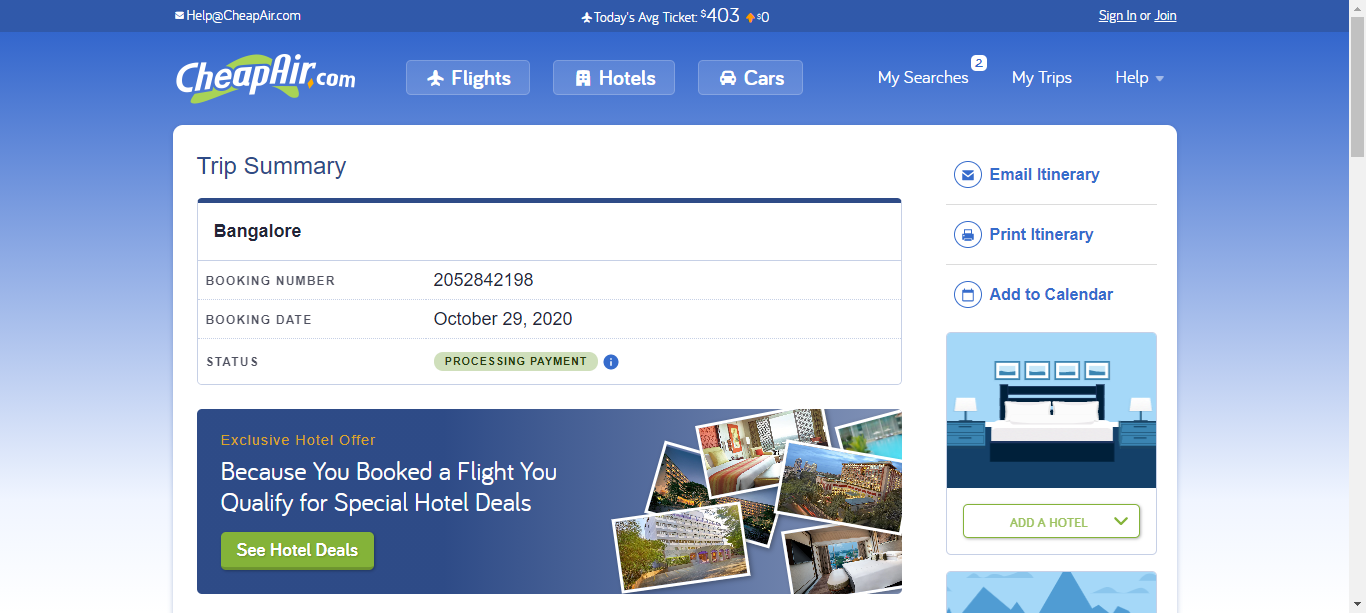 Help@CheapAir.com
Today's Avg Ticket: $403 $0
Sign In or Join
CheapAir.com
Flights
Hotels
Cars
My Searches 2
My Trips
Help
Trip Summary
Bangalore
BOOKING NUMBER 2052842198
BOOKING DATE October 29, 2020
STATUS PROCESSING PAYMENT i
Exclusive Hotel Offer
Because You Booked a Flight You
Qualify for Special Hotel Deals
See Hotel Deals
Email Itinerary
Print Itinerary
Add to Calendar
ADD A HOTEL